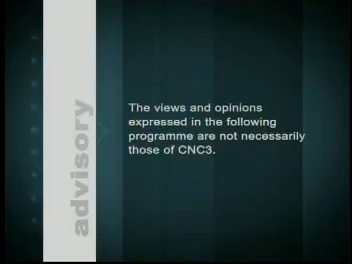 advisory
The views and opinions
expressed in the following
programme are not necessarily
those of CNC3.